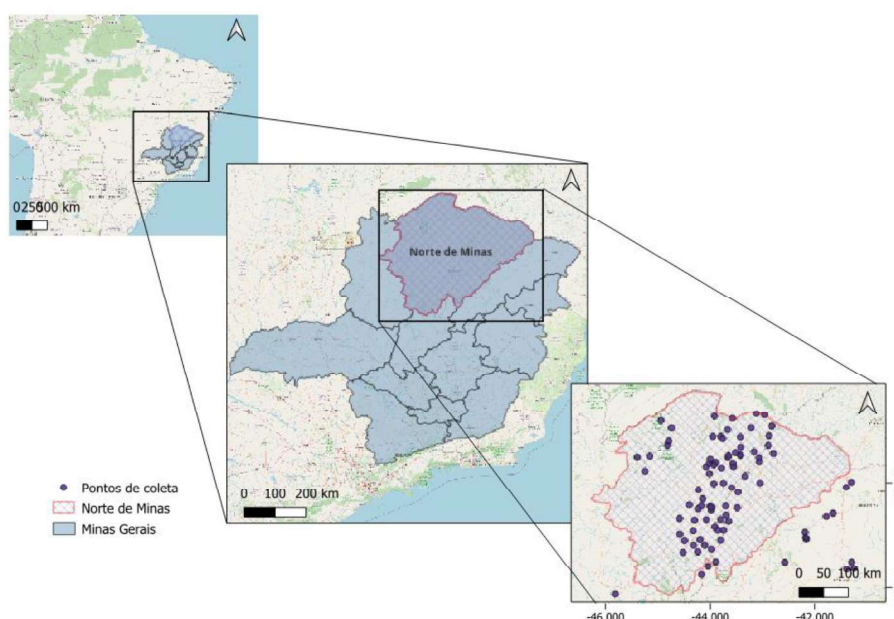 0250500 km
Norte de Minas
0 100 200 km
Pontos de coleta
Norte de Minas
Minas Gerais
0 50 100 km
-46.000 -44.000 -42.000